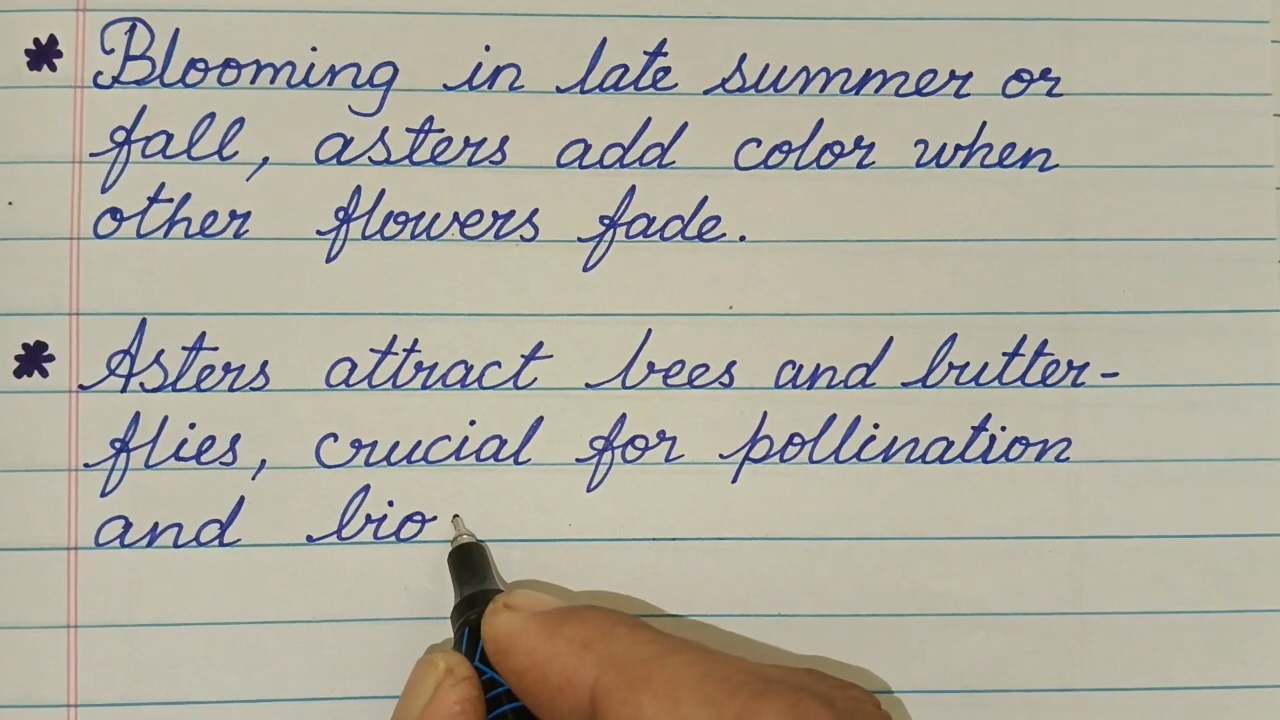 * Blooming in late summer or
fall, asters add color when
other flowers fade.
* Asters attract bees and butter-
flies, crucial for pollination
and bio